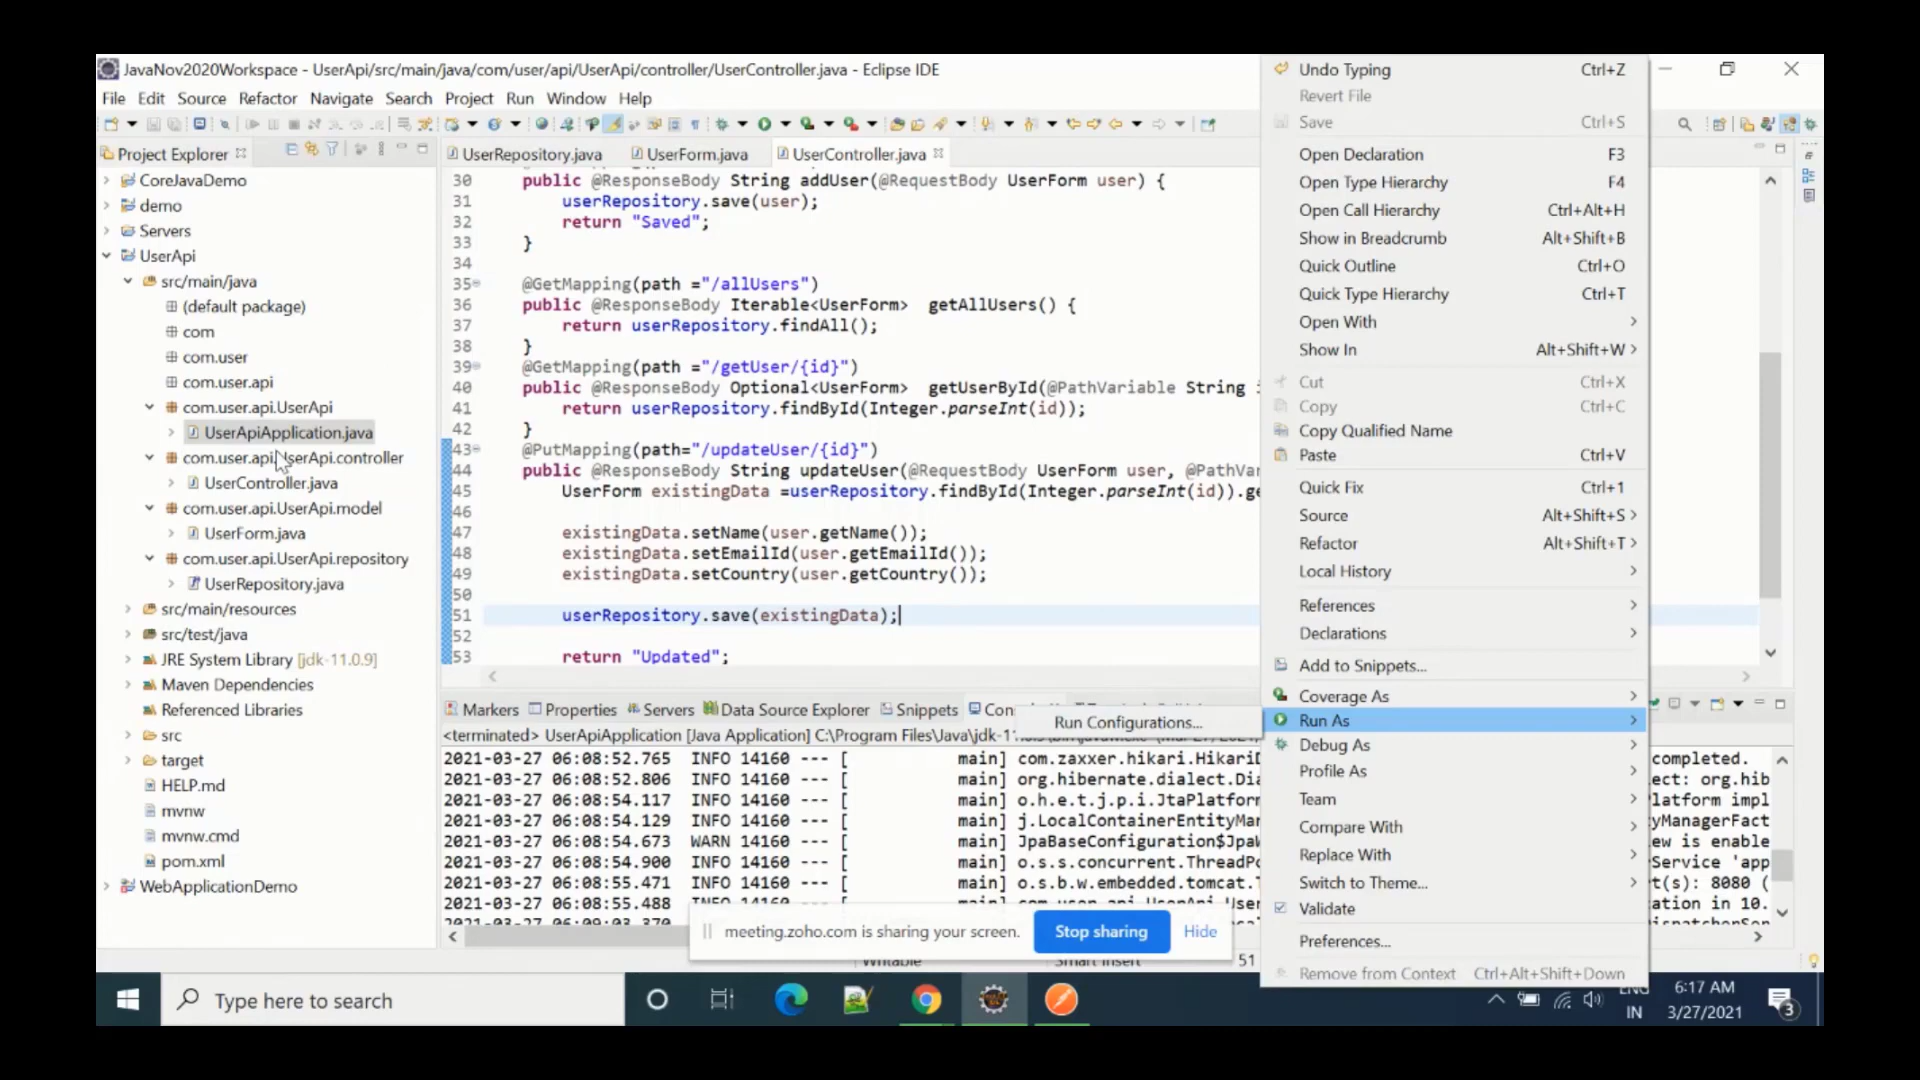 JavaNov2020Workspace - UserApi/src/main/java/com/user/api/UserApi/controller/UserController.java - Eclipse IDE
File Edit Source Refactor Navigate Search Project Run Window Help
Project Explorer
CoreJavaDemo
demo
Servers
UserApi
src/main/java
(default package)
com
com.user
com.user.api
com.user.api.UserApi
UserApiApplication.java
com.user.api.UserApi.controller
UserController.java
com.user.api.UserApi.model
UserForm.java
com.user.api.UserApi.repository
UserRepository.java
src/main/resources
src/test/java
JRE System Library [jdk-11.0.9]
Maven Dependencies
Referenced Libraries
src
target
HELP.md
mvnw
mvnw.cmd
pom.xml
WebApplicationDemo
UserRepository.java UserForm.java UserController.java
30 public @ResponseBody String addUser(@RequestBody UserForm user) {
31 userRepository.save(user);
32 return "Saved";
33 }
34
35 @GetMapping(path ="/allUsers")
36 public @ResponseBody Iterable<UserForm> getAllUsers() {
37 return userRepository.findAll();
38 }
39 @GetMapping(path ="/getUser/{id}")
40 public @ResponseBody Optional<UserForm> getUserById(@PathVariable String
41 return userRepository.findById(Integer.parseInt(id));
42 }
43 @PutMapping(path="/updateUser/{id}")
44 public @ResponseBody String updateUser(@RequestBody UserForm user, @PathVar
45 UserForm existingData =userRepository.findById(Integer.parseInt(id)).ge
46
47 existingData.setName(user.getName());
48 existingData.setEmailId(user.getEmailId());
49 existingData.setCountry(user.getCountry());
50
51 userRepository.save(existingData);
52
53 return "Updated";
Markers Properties Servers Data Source Explorer Snippets Con
<terminated> UserApiApplication [Java Application] C:\Program Files\Java\jdk-1
2021-03-27 06:08:52.765 INFO 14160 --- [ main] com.zaxxer.hikari.Hikari completed.
2021-03-27 06:08:52.806 INFO 14160 --- [ main] org.hibernate.dialect.Dia ect: org.hib
2021-03-27 06:08:54.117 INFO 14160 --- [ main] o.h.e.t.j.p.i.JtaPlatfor latform impl
2021-03-27 06:08:54.129 INFO 14160 --- [ main] j.LocalContainerEntityMa yManagerFact
2021-03-27 06:08:54.673 WARN 14160 --- [ main] JpaBaseConfiguration$Jpa ew is enable
2021-03-27 06:08:54.900 INFO 14160 --- [ main] o.s.s.concurrent.ThreadPo rService 'app
2021-03-27 06:08:55.471 INFO 14160 --- [ main] o.s.b.w.embedded.tomcat. t(s): 8080 (
2021-03-27 06:08:55.488 ation in 10.
Undo Typing Ctrl+Z
Revert File
Save Ctrl+S
Open Declaration F3
Open Type Hierarchy F4
Open Call Hierarchy Ctrl+Alt+H
Show in Breadcrumb Alt+Shift+B
Quick Outline Ctrl+O
Quick Type Hierarchy Ctrl+T
Open With
Show In Alt+Shift+W
Cut Ctrl+X
Copy Ctrl+C
Copy Qualified Name
Paste Ctrl+V
Quick Fix Ctrl+1
Source Alt+Shift+S
Refactor Alt+Shift+T
Local History
References
Declarations
Add to Snippets...
Coverage As
Run As
Run Configurations...
Debug As
Profile As
Team
Compare With
Replace With
Switch to Theme...
Validate
Preferences...
Remove from Context Ctrl+Alt+Shift+Down
meeting.zoho.com is sharing your screen. Stop sharing Hide
Writable Smart Insert 51
Type here to search
ENG
IN
6:17 AM
3/27/2021
3